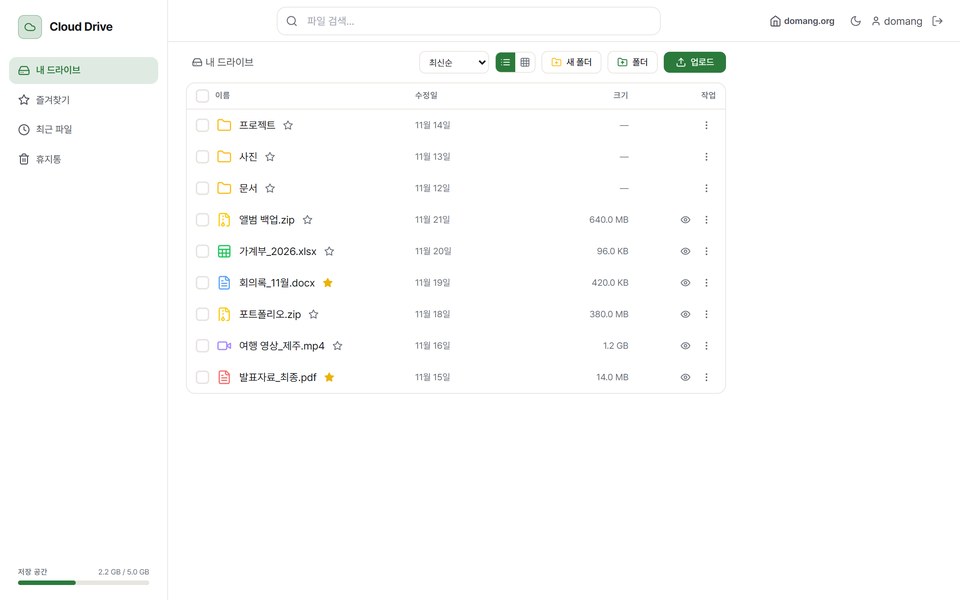 Cloud Drive
파일 검색...
domang.org
domang
내 드라이브
즐겨찾기
최근 파일
휴지통
내 드라이브
최신순
새 폴더
폴더
업로드
이름 수정일 크기 작업
프로젝트 11월 14일 —
사진 11월 13일 —
문서 11월 12일 —
앨범 백업.zip 11월 21일 640.0 MB
가계부_2026.xlsx 11월 20일 96.0 KB
회의록_11월.docx 11월 19일 420.0 KB
포트폴리오.zip 11월 18일 380.0 MB
여행 영상_제주.mp4 11월 16일 1.2 GB
발표자료_최종.pdf 11월 15일 14.0 MB
저장 공간 2.2 GB / 5.0 GB